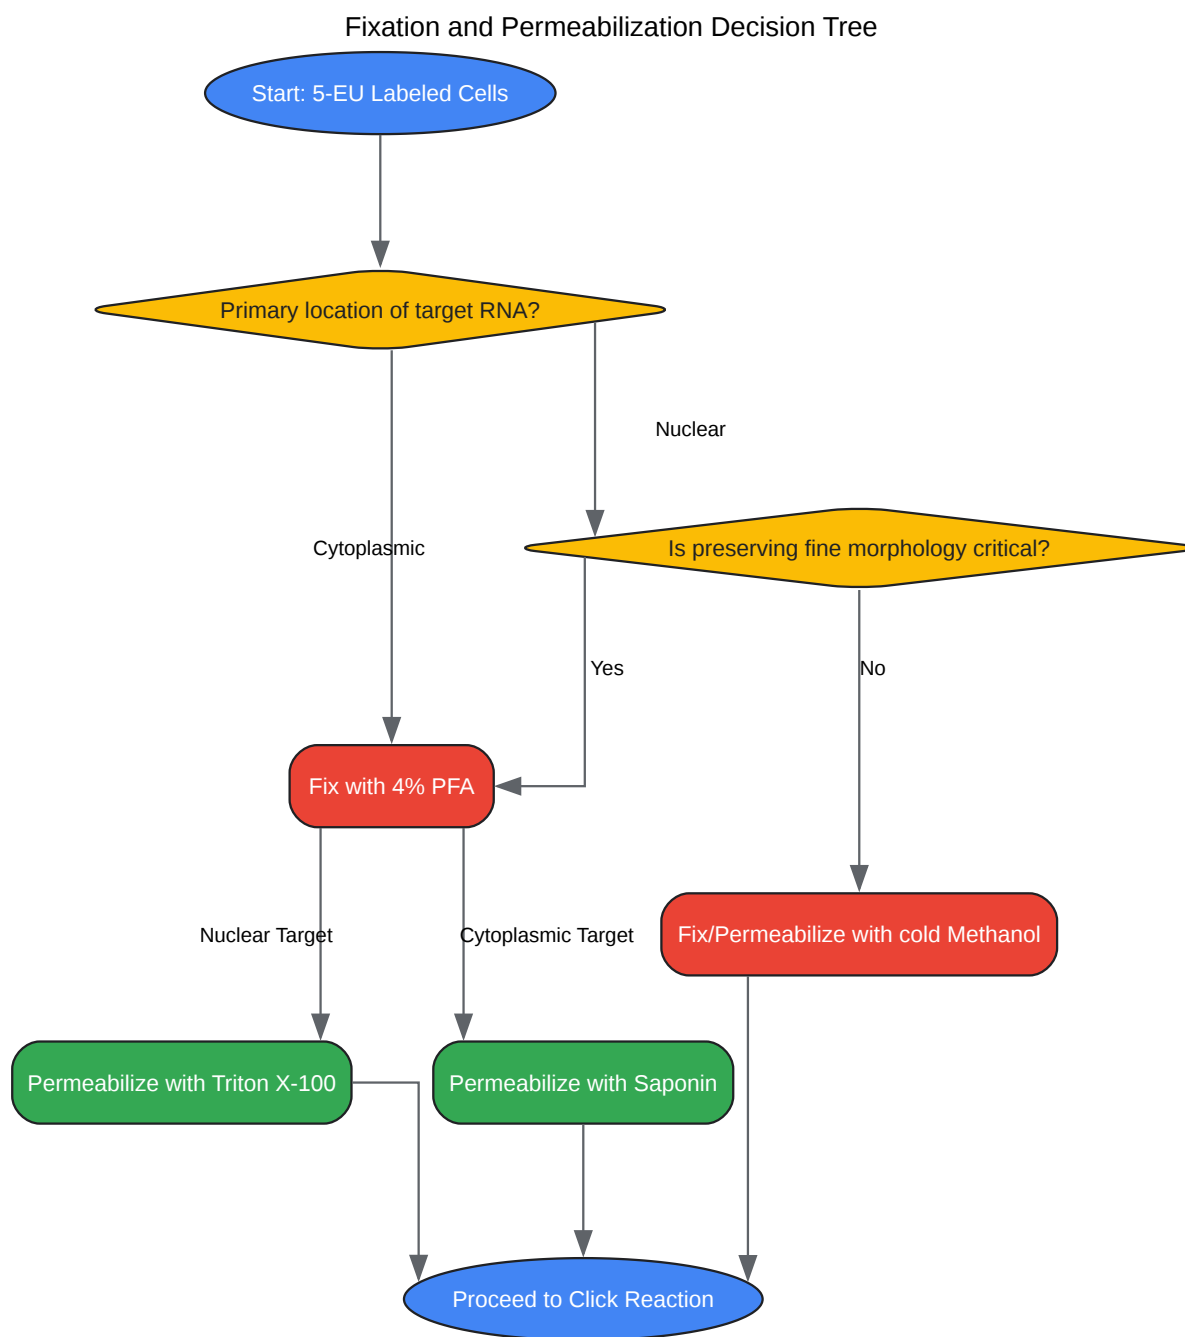 Fixation and Permeabilization Decision Tree
Start: 5-EU Labeled Cells
Primary location of target RNA?
Nuclear
Cytoplasmic
Is preserving fine morphology critical?
Yes
No
Fix with 4% PFA
Nuclear Target
Cytoplasmic Target
Fix/Permeabilize with cold Methanol
Permeabilize with Triton X-100
Permeabilize with Saponin
Proceed to Click Reaction